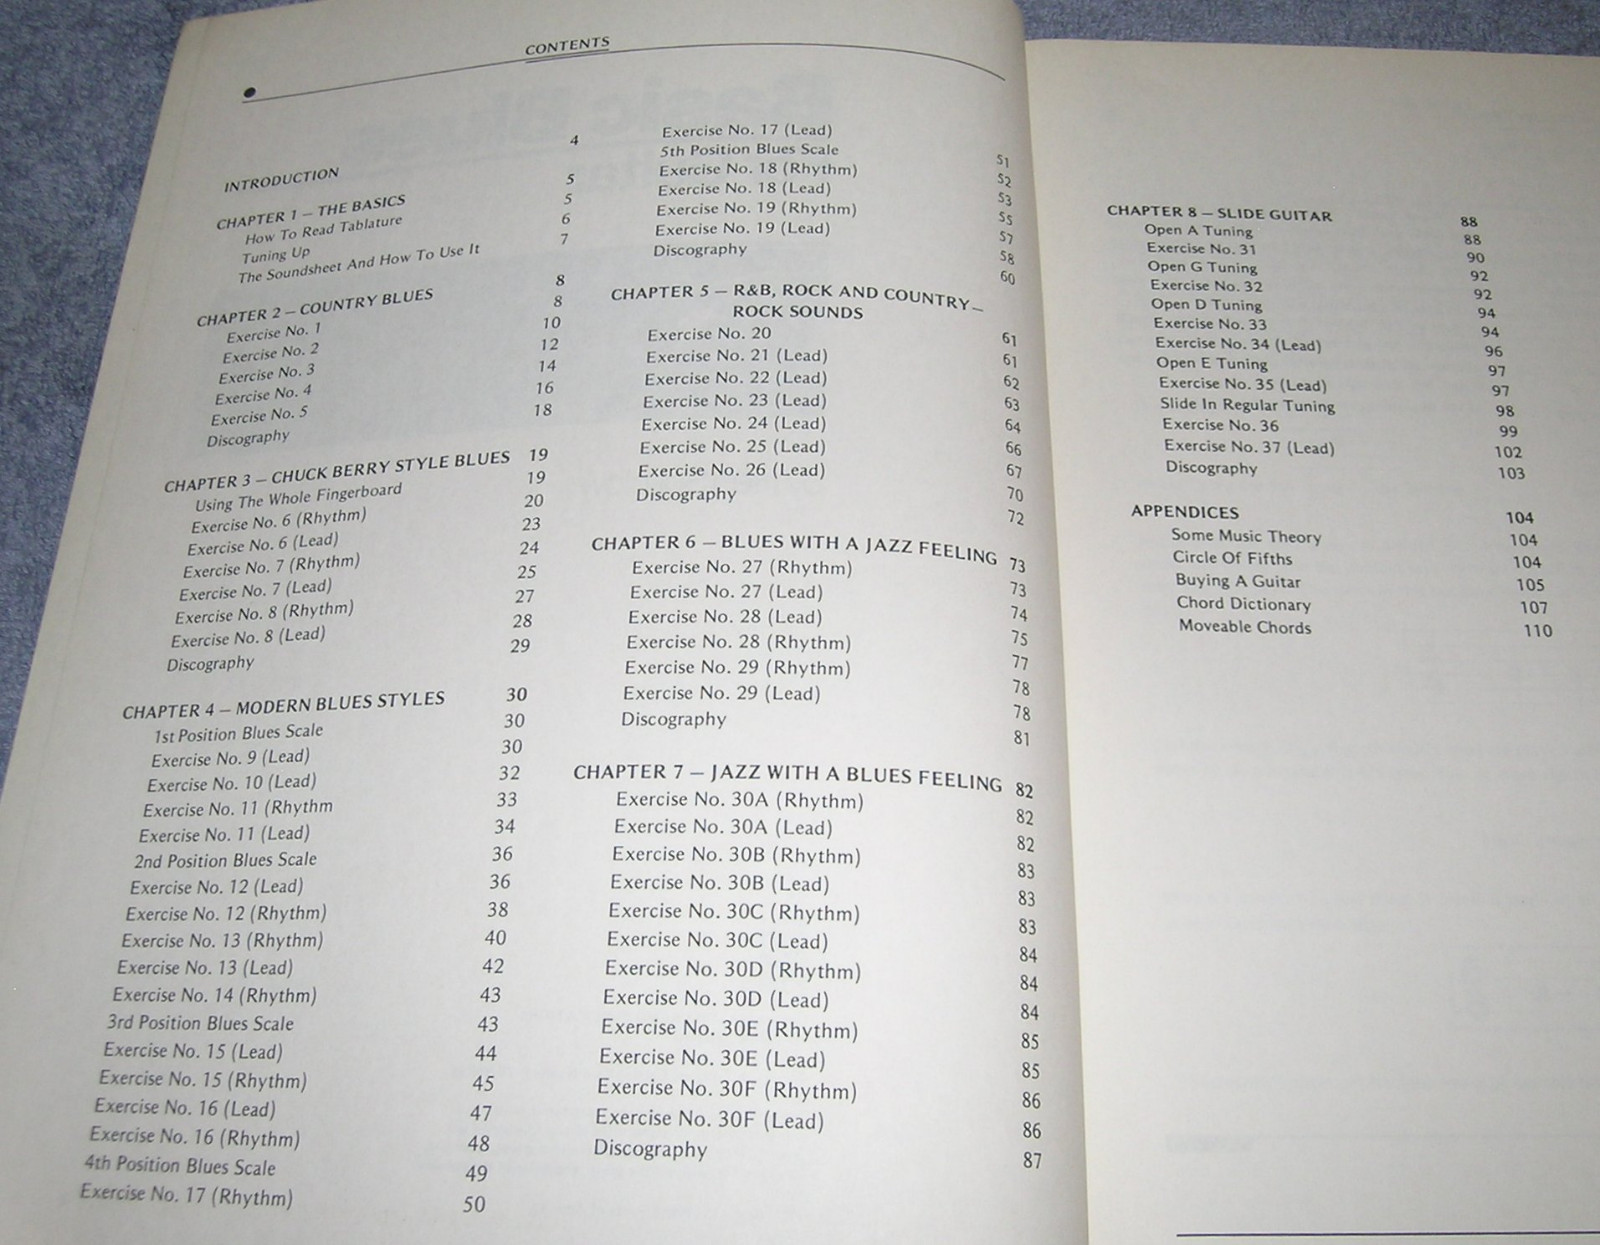 CONTENTS
INTRODUCTION 4
CHAPTER 1 – THE BASICS 5
How To Read Tablature 5
Tuning Up 6
The Soundsheet And How To Use It 7
CHAPTER 2 – COUNTRY BLUES 8
Exercise No. 1 8
Exercise No. 2 10
Exercise No. 3 12
Exercise No. 4 14
Exercise No. 5 16
Discography 18
CHAPTER 3 – CHUCK BERRY STYLE BLUES 19
Using The Whole Fingerboard 19
Exercise No. 6 (Rhythm) 20
Exercise No. 6 (Lead) 23
Exercise No. 7 (Rhythm) 24
Exercise No. 7 (Lead) 25
Exercise No. 8 (Rhythm) 27
Exercise No. 8 (Lead) 28
Discography 29
CHAPTER 4 – MODERN BLUES STYLES 30
1st Position Blues Scale 30
Exercise No. 9 (Lead) 30
Exercise No. 10 (Lead) 32
Exercise No. 11 (Rhythm 33
Exercise No. 11 (Lead) 34
2nd Position Blues Scale 36
Exercise No. 12 (Lead) 36
Exercise No. 12 (Rhythm) 38
Exercise No. 13 (Rhythm) 40
Exercise No. 13 (Lead) 42
Exercise No. 14 (Rhythm) 43
3rd Position Blues Scale 43
Exercise No. 15 (Lead) 44
Exercise No. 15 (Rhythm) 45
Exercise No. 16 (Lead) 47
Exercise No. 16 (Rhythm) 48
4th Position Blues Scale 49
Exercise No. 17 (Rhythm) 50
Exercise No. 17 (Lead) 51
5th Position Blues Scale 52
Exercise No. 18 (Rhythm) 53
Exercise No. 18 (Lead) 55
Exercise No. 19 (Rhythm) 57
Exercise No. 19 (Lead) 58
Discography 60
CHAPTER 5 – R&B, ROCK AND COUNTRY–
ROCK SOUNDS 61
Exercise No. 20 61
Exercise No. 21 (Lead) 62
Exercise No. 22 (Lead) 63
Exercise No. 23 (Lead) 64
Exercise No. 24 (Lead) 66
Exercise No. 25 (Lead) 67
Exercise No. 26 (Lead) 70
Discography 72
CHAPTER 6 – BLUES WITH A JAZZ FEELING 73
Exercise No. 27 (Rhythm) 73
Exercise No. 27 (Lead) 74
Exercise No. 28 (Lead) 75
Exercise No. 28 (Rhythm) 77
Exercise No. 29 (Rhythm) 78
Exercise No. 29 (Lead) 78
Discography 81
CHAPTER 7 – JAZZ WITH A BLUES FEELING 82
Exercise No. 30A (Rhythm) 82
Exercise No. 30A (Lead) 82
Exercise No. 30B (Rhythm) 83
Exercise No. 30B (Lead) 83
Exercise No. 30C (Rhythm) 83
Exercise No. 30C (Lead) 84
Exercise No. 30D (Rhythm) 84
Exercise No. 30D (Lead) 84
Exercise No. 30E (Rhythm) 85
Exercise No. 30E (Lead) 85
Exercise No. 30F (Rhythm) 86
Exercise No. 30F (Lead) 86
Discography 87
CHAPTER 8 – SLIDE GUITAR 88
Open A Tuning 88
Exercise No. 31 90
Open G Tuning 92
Exercise No. 32 92
Open D Tuning 94
Exercise No. 33 94
Exercise No. 34 (Lead) 96
Open E Tuning 97
Exercise No. 35 (Lead) 97
Slide In Regular Tuning 98
Exercise No. 36 99
Exercise No. 37 (Lead) 102
Discography 103
APPENDICES 104
Some Music Theory 104
Circle Of Fifths 104
Buying A Guitar 105
Chord Dictionary 107
Moveable Chords 110